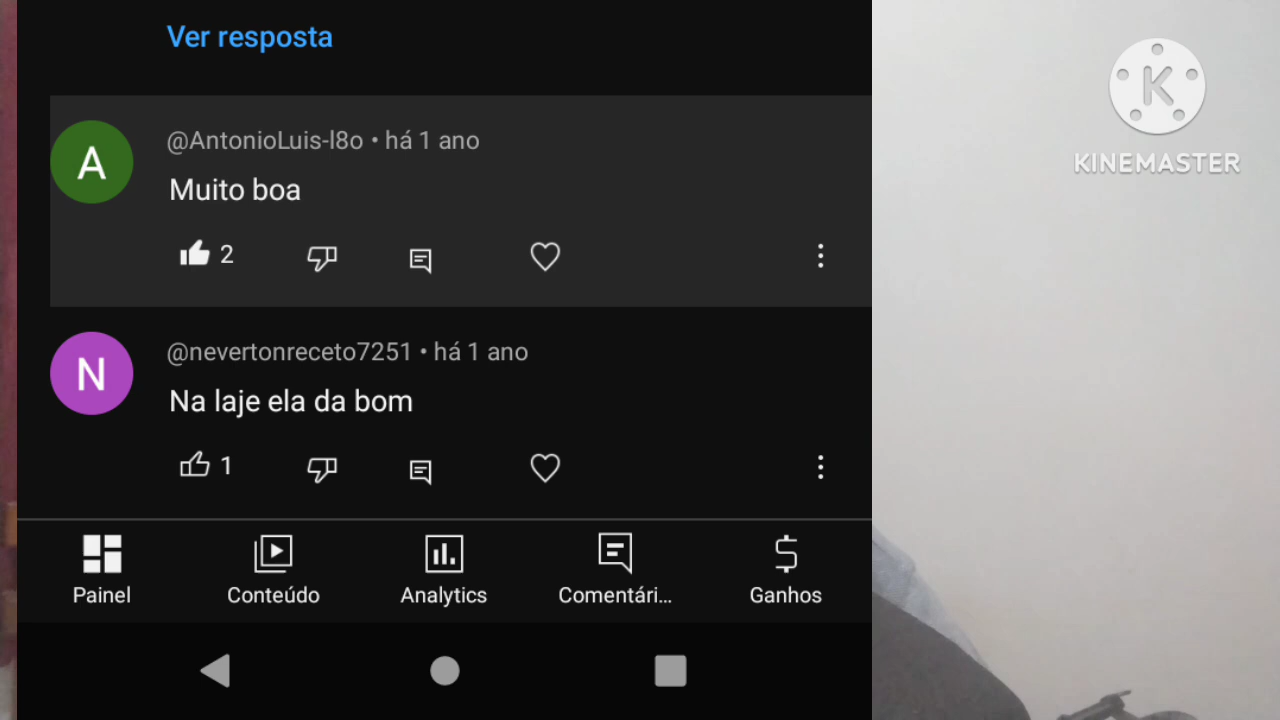 Ver resposta
A
@AntonioLuis-l8o • há 1 ano
Muito boa
2
N
@nevertonreceto7251 • há 1 ano
Na laje ela da bom
1
Painel
Conteúdo
Analytics
Comentári...
Ganhos
K
KINEMASTER